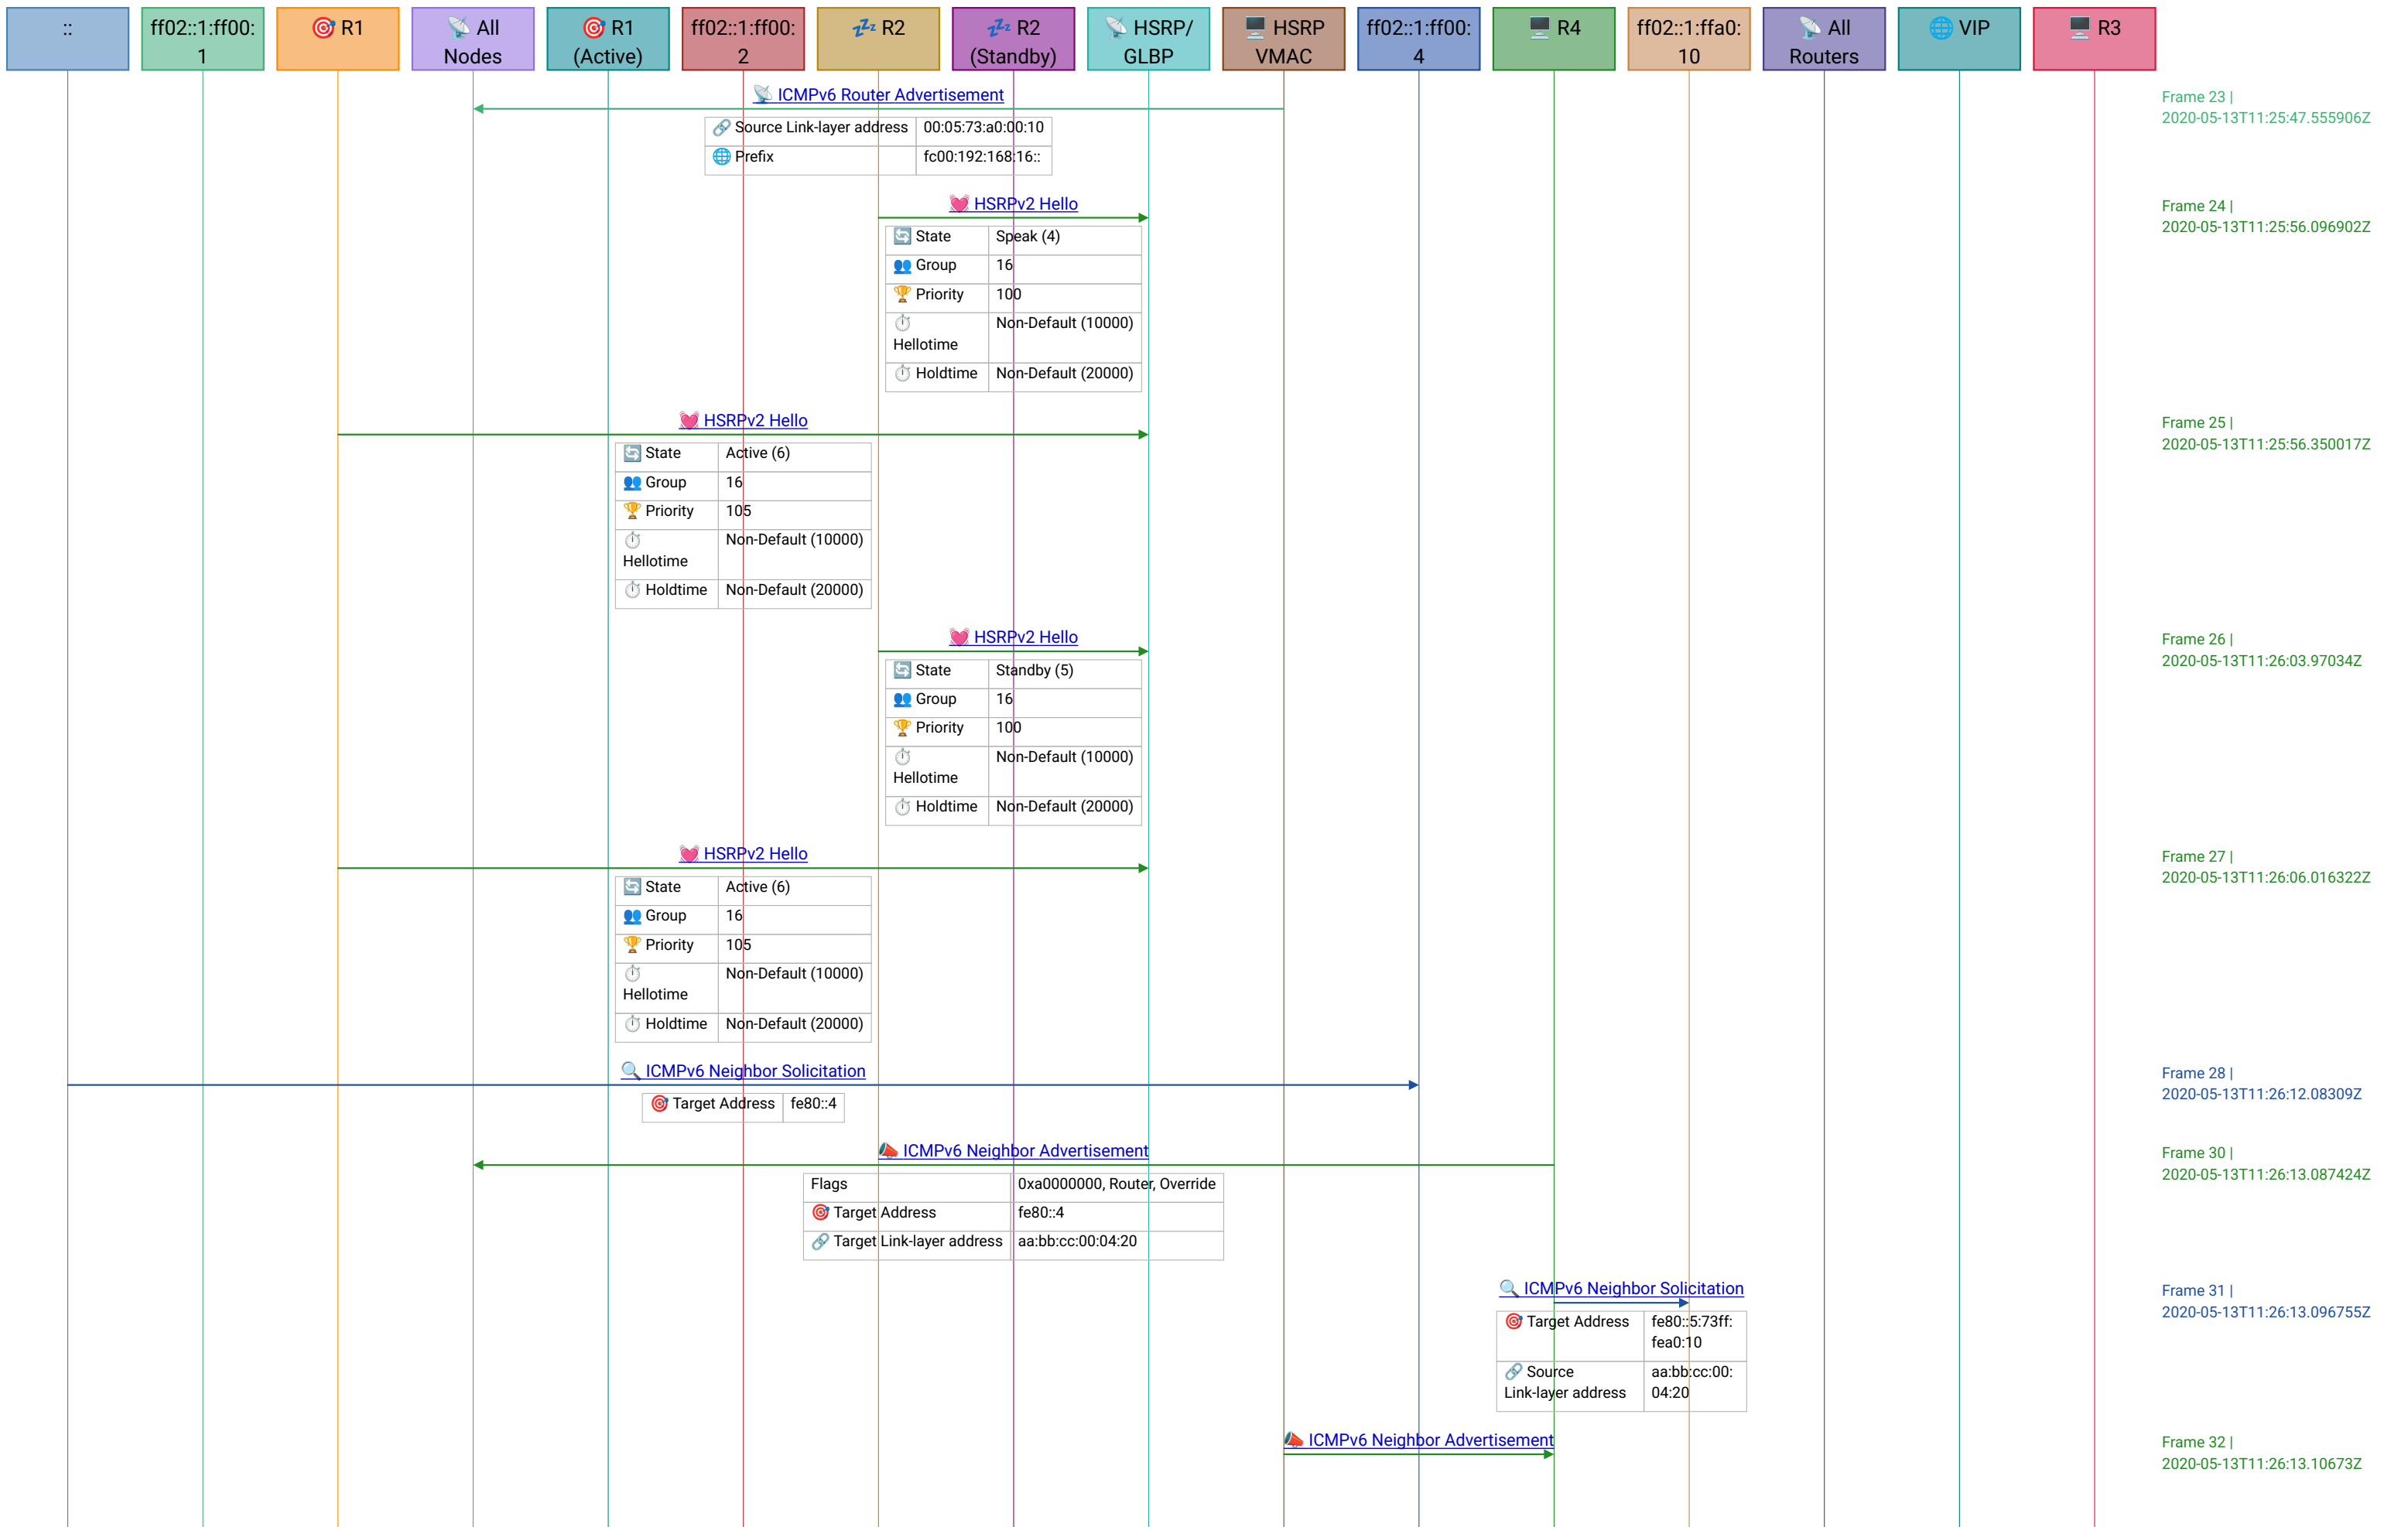 ::
ff02::1:ff00:
1
🎯 R1
📡 All
Nodes
🎯 R1
(Active)
ff02::1:ff00:
2
💤 R2
💤 R2
(Standby)
📡 HSRP/
GLBP
🖥️ HSRP
VMAC
ff02::1:ff00:
4
🖥️ R4
ff02::1:ffa0:
10
📡 All
Routers
🌐 VIP
🖥️ R3
📡 ICMPv6 Router Advertisement
Frame 23 |
2020-05-13T11:25:47.555906Z
🔗 Source Link-layer address 00:05:73:a0:00:10
🌐 Prefix fc00:192:168:16::
💓 HSRPv2 Hello
Frame 24 |
2020-05-13T11:25:56.096902Z
🔄 State Speak (4)
👥 Group 16
🏆 Priority 100
⏱️ Non-Default (10000)
Hellotime
⏱️ Holdtime Non-Default (20000)
💓 HSRPv2 Hello
Frame 25 |
2020-05-13T11:25:56.350017Z
🔄 State Active (6)
👥 Group 16
🏆 Priority 105
⏱️ Non-Default (10000)
Hellotime
⏱️ Holdtime Non-Default (20000)
💓 HSRPv2 Hello
Frame 26 |
2020-05-13T11:26:03.97034Z
🔄 State Standby (5)
👥 Group 16
🏆 Priority 100
⏱️ Non-Default (10000)
Hellotime
⏱️ Holdtime Non-Default (20000)
💓 HSRPv2 Hello
Frame 27 |
2020-05-13T11:26:06.016322Z
🔄 State Active (6)
👥 Group 16
🏆 Priority 105
⏱️ Non-Default (10000)
Hellotime
⏱️ Holdtime Non-Default (20000)
🔍 ICMPv6 Neighbor Solicitation
Frame 28 |
2020-05-13T11:26:12.08309Z
🎯 Target Address fe80::4
📣 ICMPv6 Neighbor Advertisement
Frame 30 |
2020-05-13T11:26:13.087424Z
Flags 0xa0000000, Router, Override
🎯 Target Address fe80::4
🔗 Target Link-layer address aa:bb:cc:00:04:20
🔍 ICMPv6 Neighbor Solicitation
Frame 31 |
2020-05-13T11:26:13.096755Z
🎯 Target Address fe80::5:73ff:
fea0:10
🔗 Source aa:bb:cc:00:
Link-layer address 04:20
📣 ICMPv6 Neighbor Advertisement
Frame 32 |
2020-05-13T11:26:13.10673Z